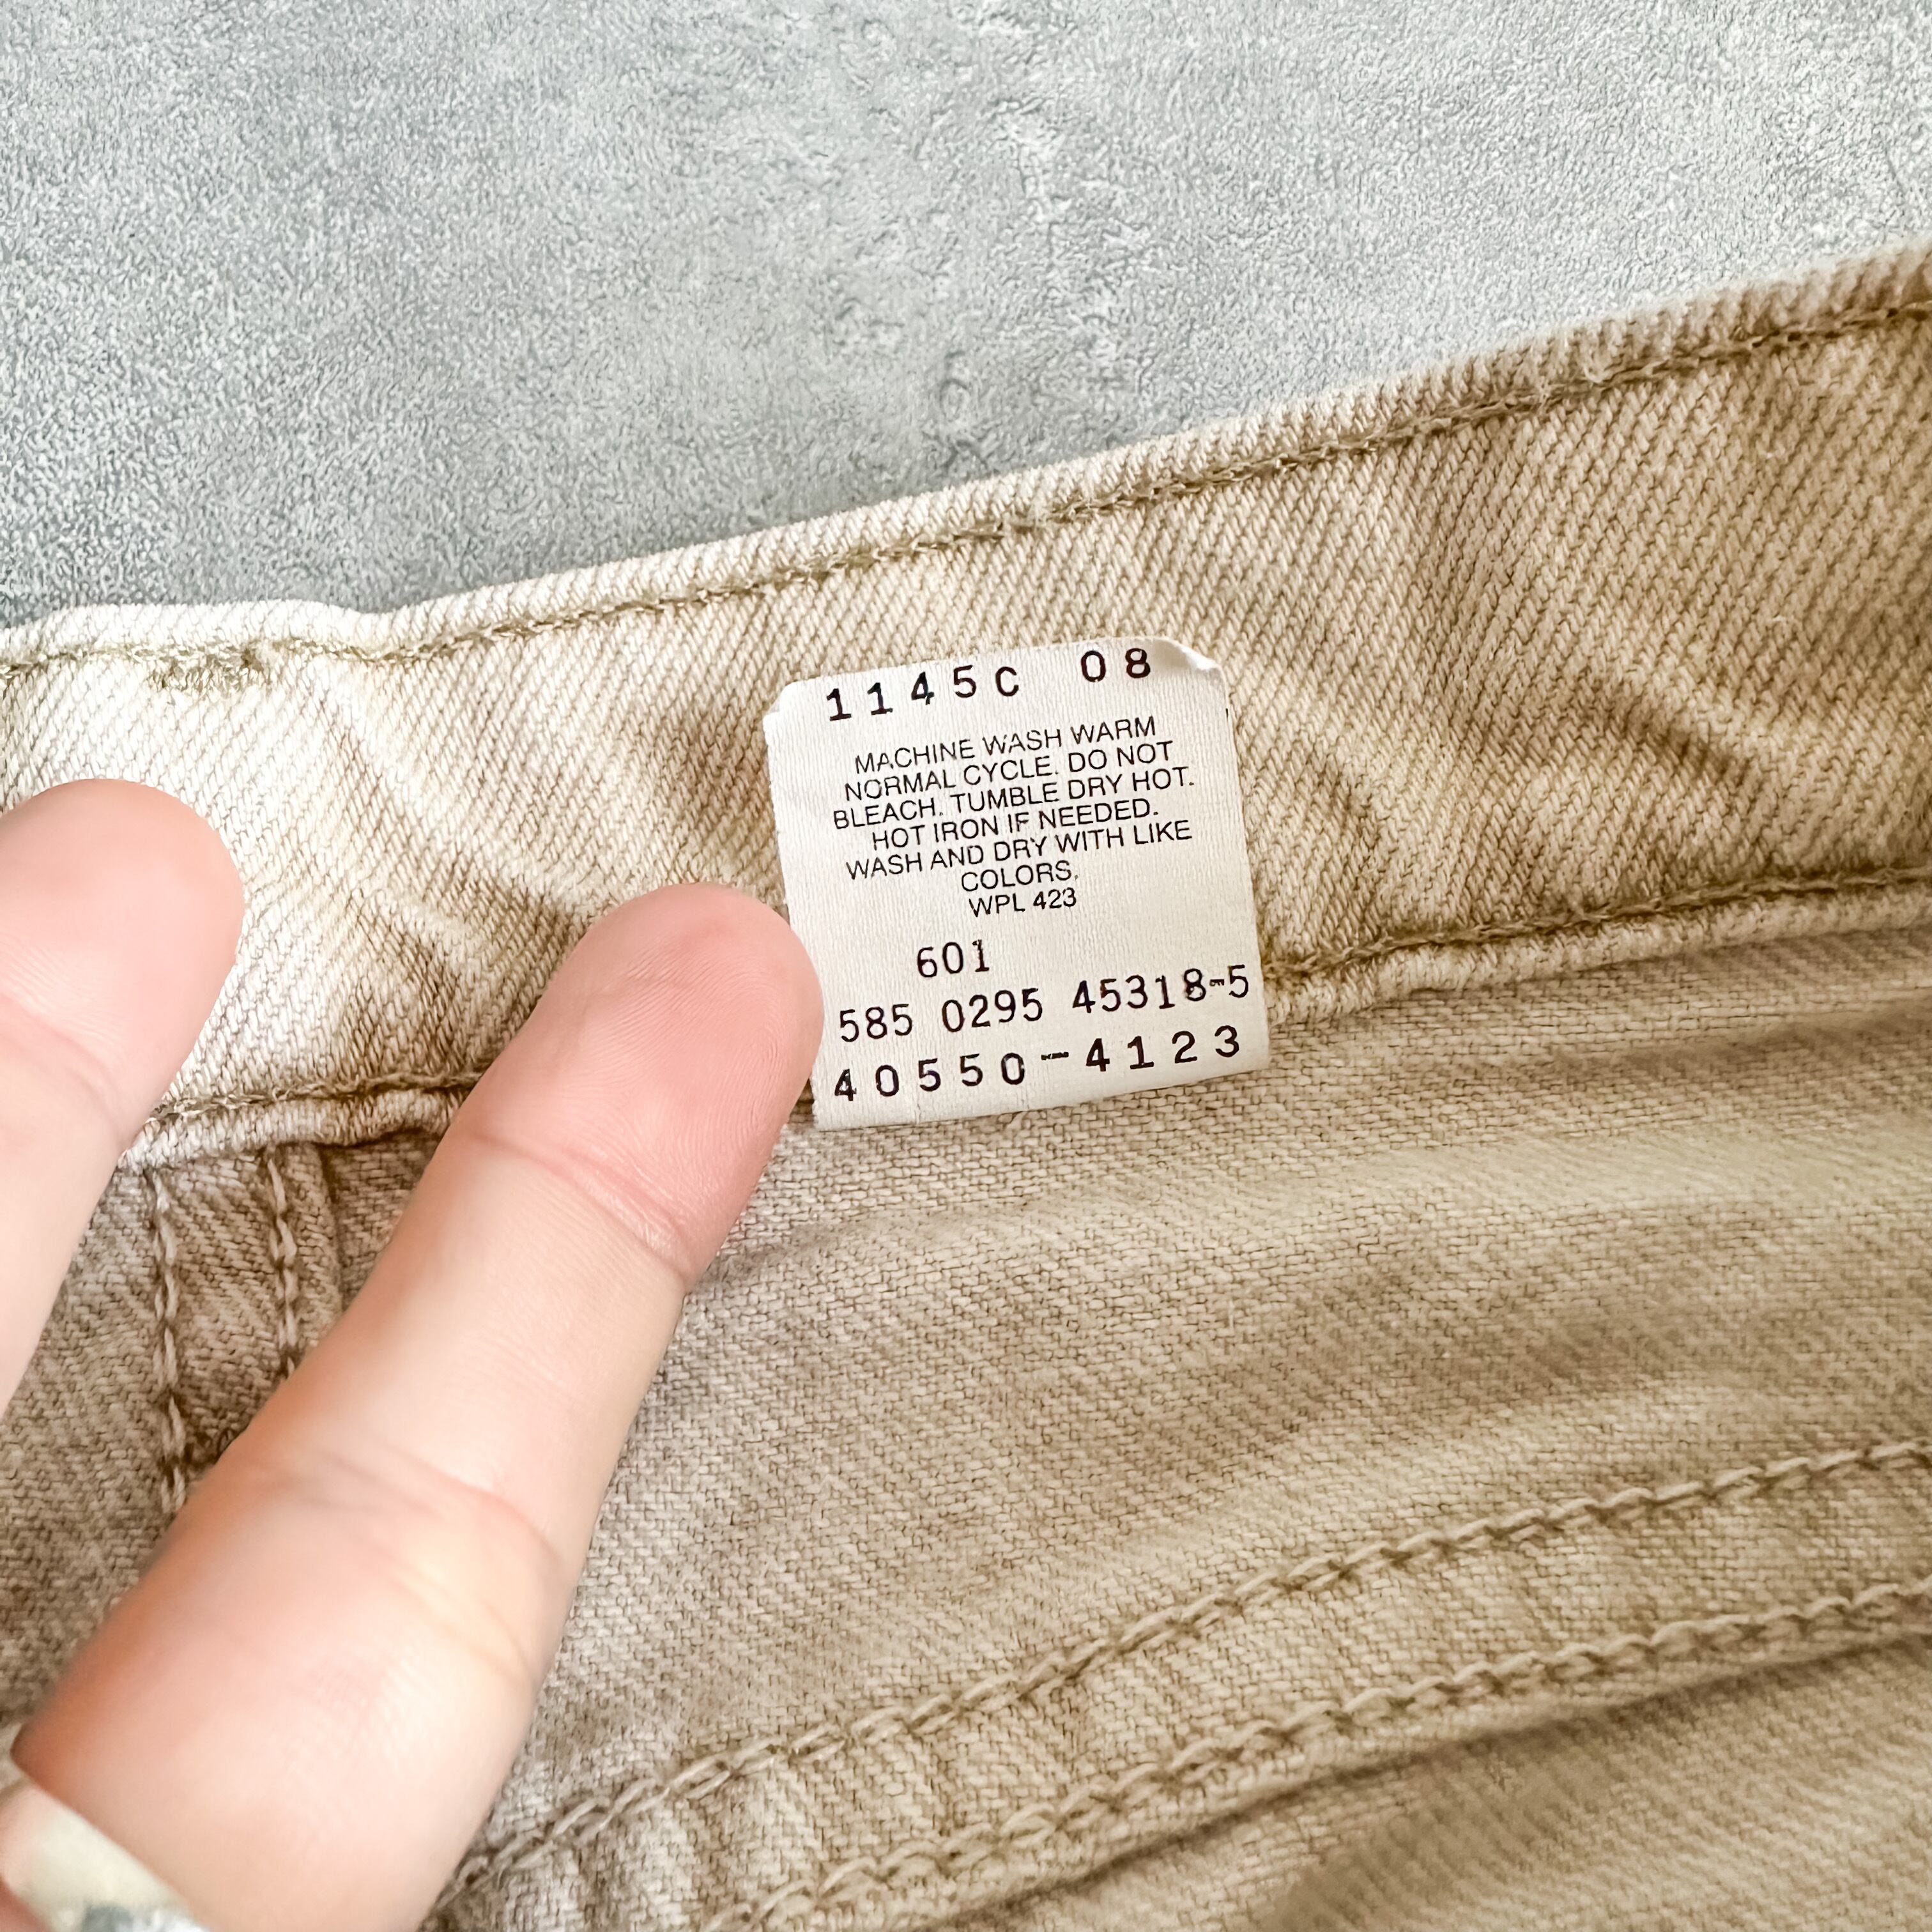 1145C 08
MACHINE WASH WARM
NORMAL CYCLE. DO NOT
BLEACH. TUMBLE DRY HOT.
HOT IRON IF NEEDED.
WASH AND DRY WITH LIKE
COLORS.
WPL 423
601
585 0295 45318-5
40550-4123